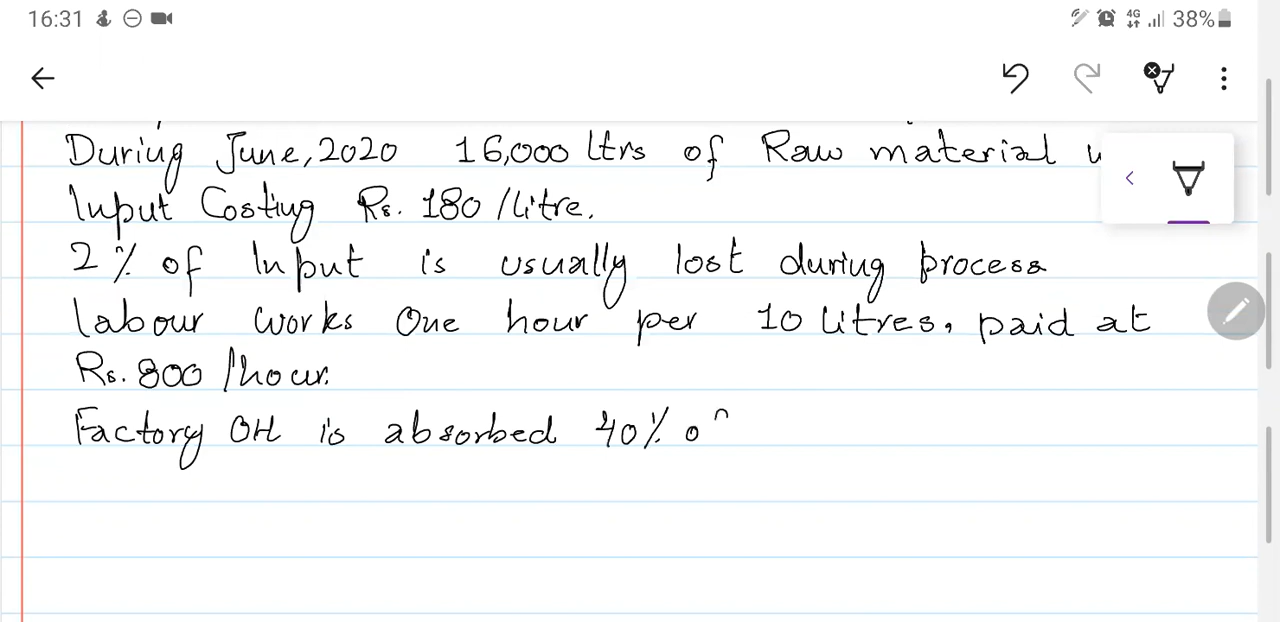 16:31 4G 38%
During June, 2020 16,000 ltrs of Raw material
Input Costing Rs. 180 /litre.
2% of Input is usually lost during process
labour works One hour per 10 litres, paid at
Rs. 800 /hour.
Factory OH is absorbed 40%